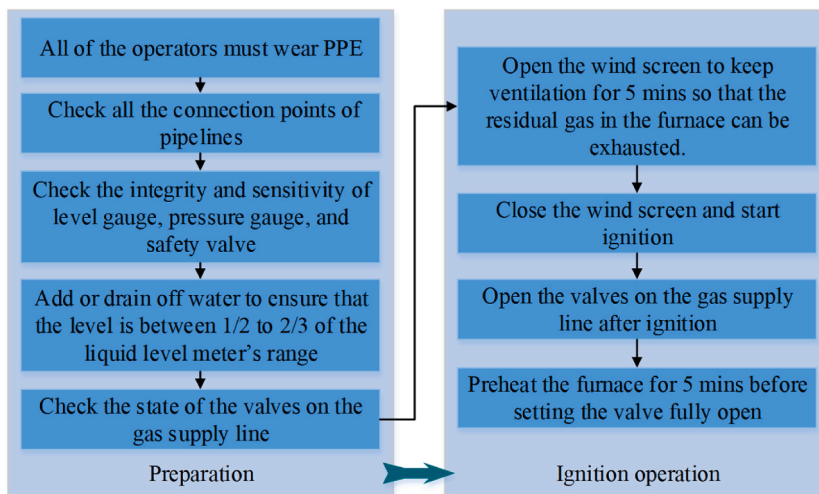 All of the operators must wear PPE
Check all the connection points of
pipelines
Check the integrity and sensitivity of
level gauge, pressure gauge, and
safety valve
Add or drain off water to ensure that
the level is between 1/2 to 2/3 of the
liquid level meter’s range
Check the state of the valves on the
gas supply line
Preparation
Open the wind screen to keep
ventilation for 5 mins so that the
residual gas in the furnace can be
exhausted.
Close the wind screen and start
ignition
Open the valves on the gas supply
line after ignition
Preheat the furnace for 5 mins before
setting the valve fully open
Ignition operation